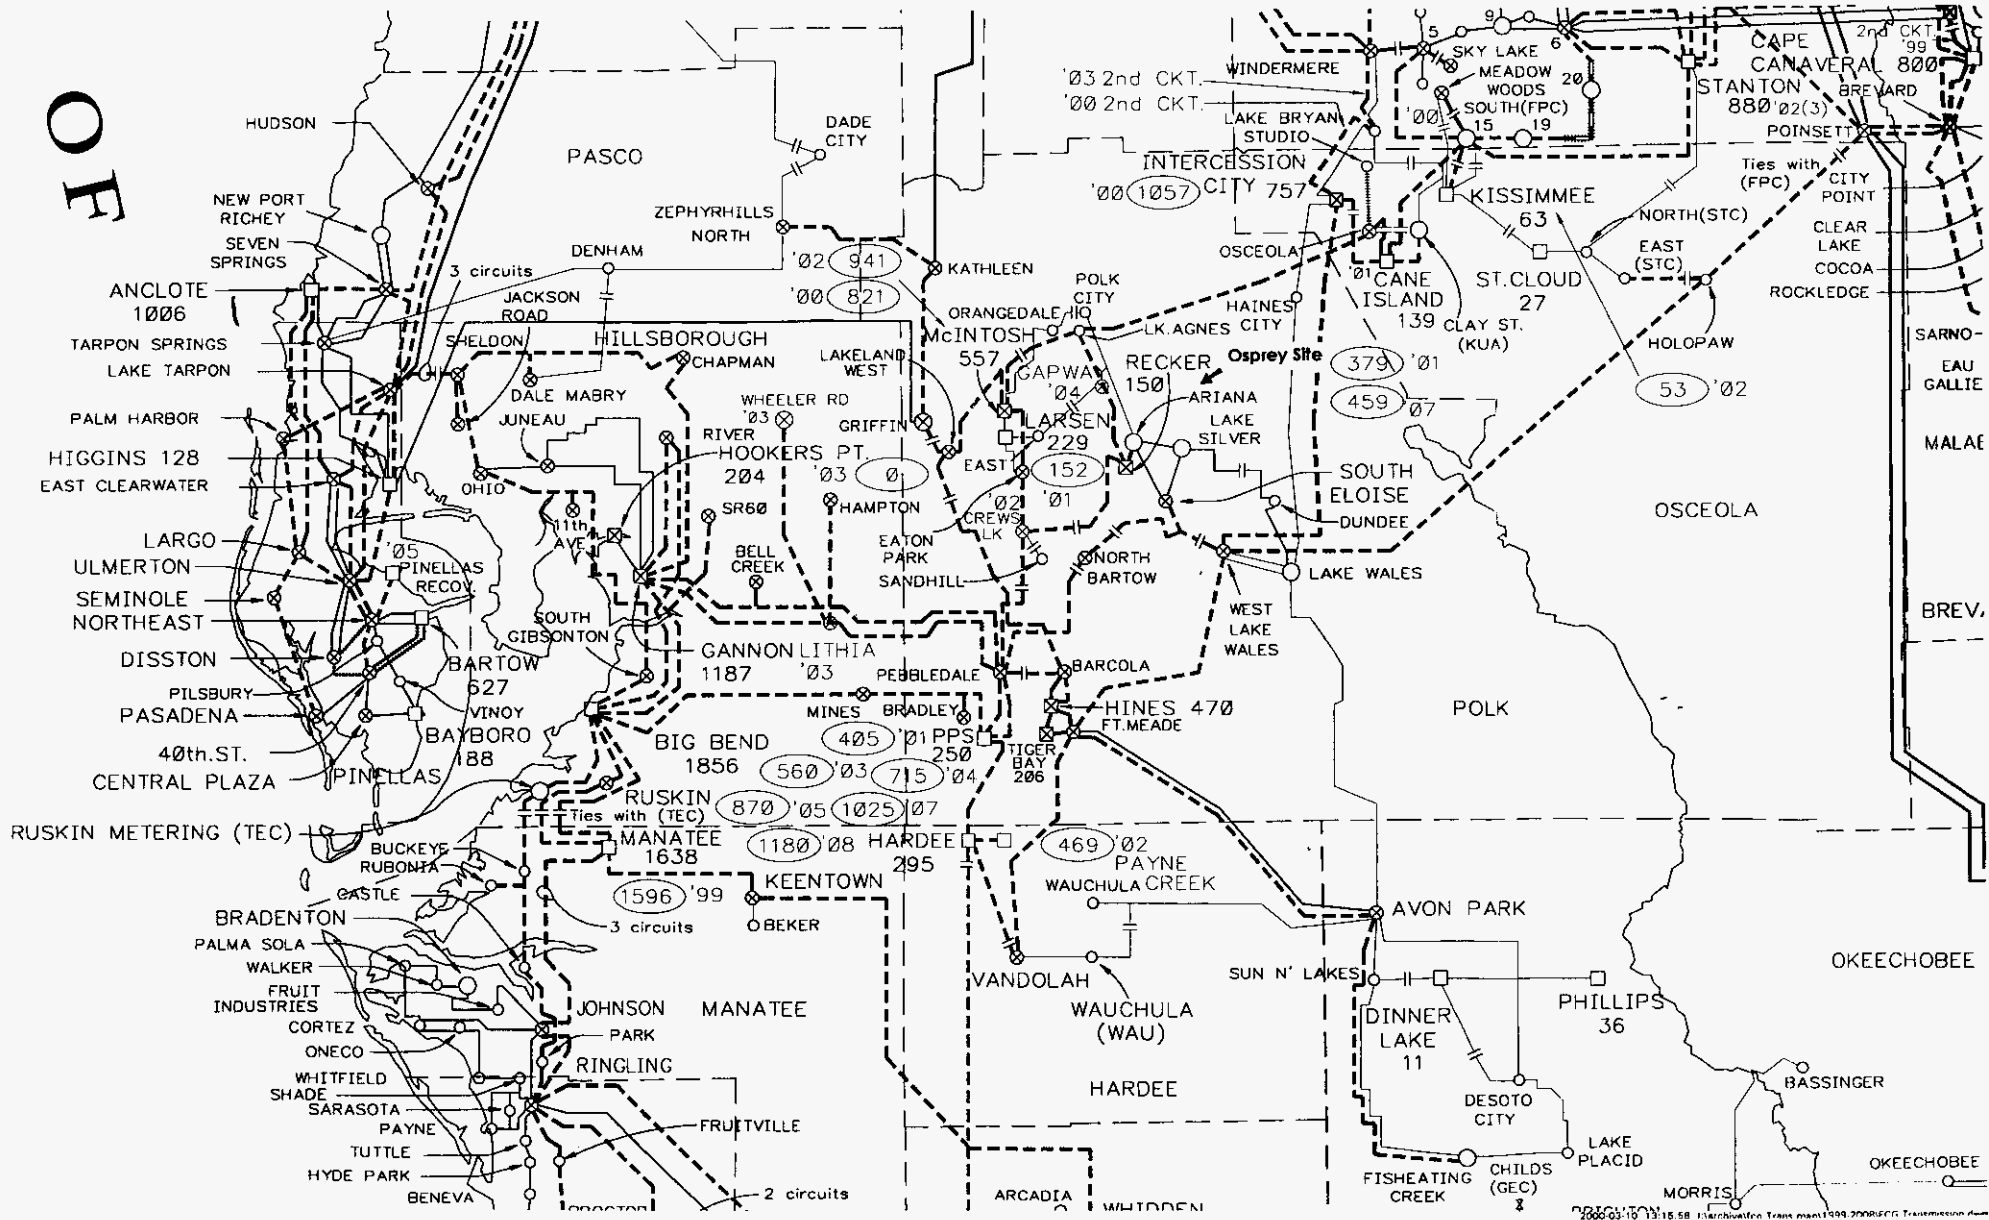 OF
HUDSON
NEW PORT
RICHEY
SEVEN
SPRINGS
ANCLOTE
1006
TARPON SPRINGS
LAKE TARPON
PALM HARBOR
HIGGINS 128
EAST CLEARWATER
LARGO
ULMERTON
SEMINOLE
NORTHEAST
DISSTON
PILSBURY
PASADENA
40th.ST.
CENTRAL PLAZA
RUSKIN METERING (TEC)
BUCKEYE
RUBONIA
CASTLE
BRADENTON
PALMA SOLA
WALKER
FRUIT
INDUSTRIES
CORTEZ
ONECO
WHITFIELD
SHADE
SARASOTA
PAYNE
TUTTLE
HYDE PARK
BENEVA
PASCO
DADE
CITY
ZEPHYRHILLS
NORTH
DENHAM
3 circuits
JACKSON
ROAD
SHELDON
HILLSBOROUGH
CHAPMAN
DALE MABRY
JUNEAU
OHIO
11th
AVE
RIVER
HOOKERS PT.
204
SR60
WHEELER RD
'03
'03 0
HAMPTON
BELL
CREEK
'05
PINELLAS
RECOV.
SOUTH
GIBSONTON
BARTOW
627
VINOY
BAYBORO
188
PINELLAS
GANNON
1187
LITHIA
'03
BIG BEND
1856
MINES
BRADLEY
405 '01
PPS
250
560 '03
715 '04
RUSKIN
870 '05
1025 '07
Ties with (TEC)
MANATEE
1638
1180 '08
HARDEE
295
469 '02
1596 '99
KEENTOWN
BEKER
3 circuits
JOHNSON
PARK
RINGLING
MANATEE
FRUITVILLE
2 circuits
PROCTOR
'02 941
'00 821
KATHLEEN
ORANGEDALE
POLK
CITY
McINTOSH
557
LK.AGNES
LAKELAND
WEST
GRIFFIN
GAPWAY
'04
LARSEN
229
EAST
152
'01
'02
CREWS
LK
EATON
PARK
SANDHILL
NORTH
BARTOW
PEBBLEDALE
BARCOLA
HINES 470
FT.MEADE
TIGER
BAY
206
RECKER
150
Osprey Site
ARIANA
LAKE
SILVER
SOUTH
ELOISE
DUNDEE
LAKE WALES
WEST
LAKE
WALES
HAINES
CITY
POLK
PAYNE
CREEK
WAUCHULA
VANDOLAH
WAUCHULA
(WAU)
HARDEE
ARCADIA
WHIDDEN
'03 2nd CKT.
'00 2nd CKT.
WINDERMERE
LAKE BRYAN
STUDIO
INTERCESSION
CITY 757
'00 1057
OSCEOLA
5
9
6
SKY LAKE
MEADOW
WOODS
SOUTH(FPC)
'00
15
19
20
KISSIMMEE
63
'01
CANE
ISLAND
139
CLAY ST.
(KUA)
ST.CLOUD
27
NORTH(STC)
EAST
(STC)
HOLOPAW
379 '01
459 '07
53 '02
CAPE
CANAVERAL
800
2nd CKT.
'99
STANTON
880
'02(3)
BREVARD
POINSETT
Ties with
(FPC)
CITY
POINT
CLEAR
LAKE
COCOA
ROCKLEDGE
SARNO-
EAU
GALLIE
MALAB
OSCEOLA
BREVA
AVON PARK
SUN N' LAKES
DINNER
LAKE
11
PHILLIPS
36
DESOTO
CITY
LAKE
PLACID
FISHEATING
CREEK
CHILDS
(GEC)
OKEECHOBEE
BASSINGER
OKEECHOBEE
MORRIS
BRIGHTON